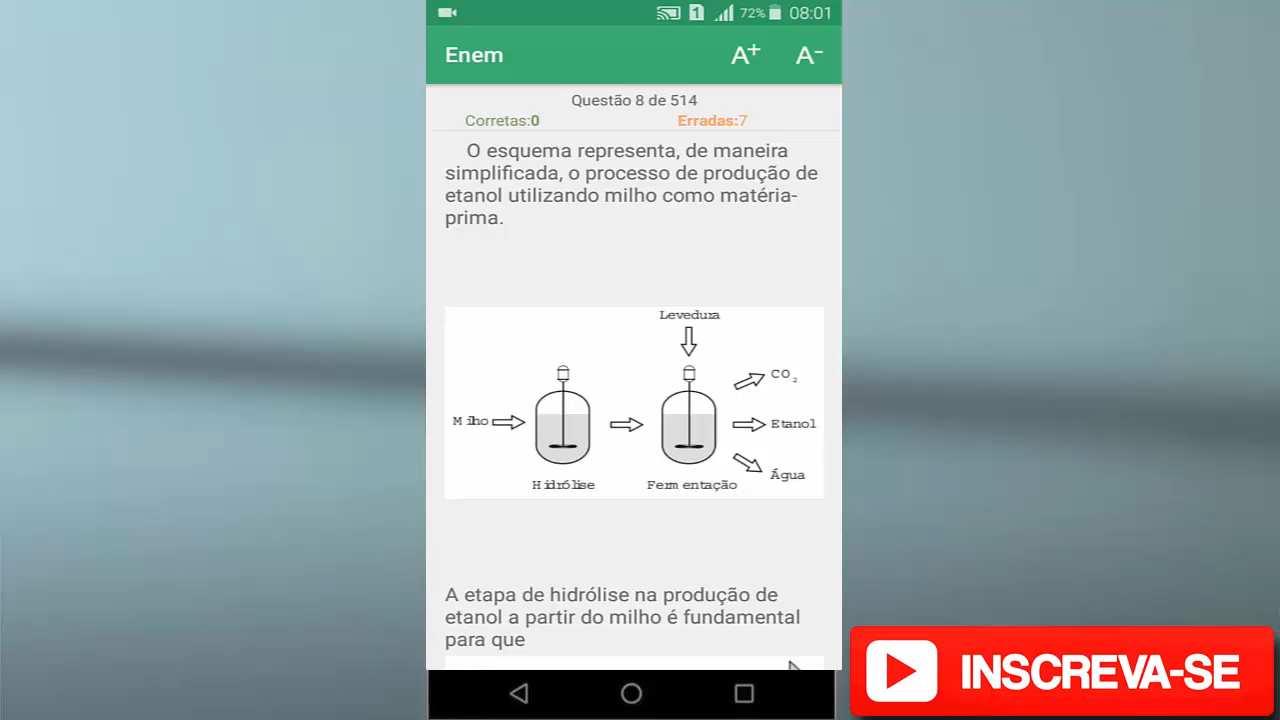 1 72% 08:01
Enem A+ A-
Questão 8 de 514
Corretas:0 Erradas:7
O esquema representa, de maneira
simplificada, o processo de produção de
etanol utilizando milho como matéria-
prima.
Levedura
CO2
Milho
Etanol
Água
Hidrólise Fermentação
A etapa de hidrólise na produção de
etanol a partir do milho é fundamental
para que
INSCREVA-SE